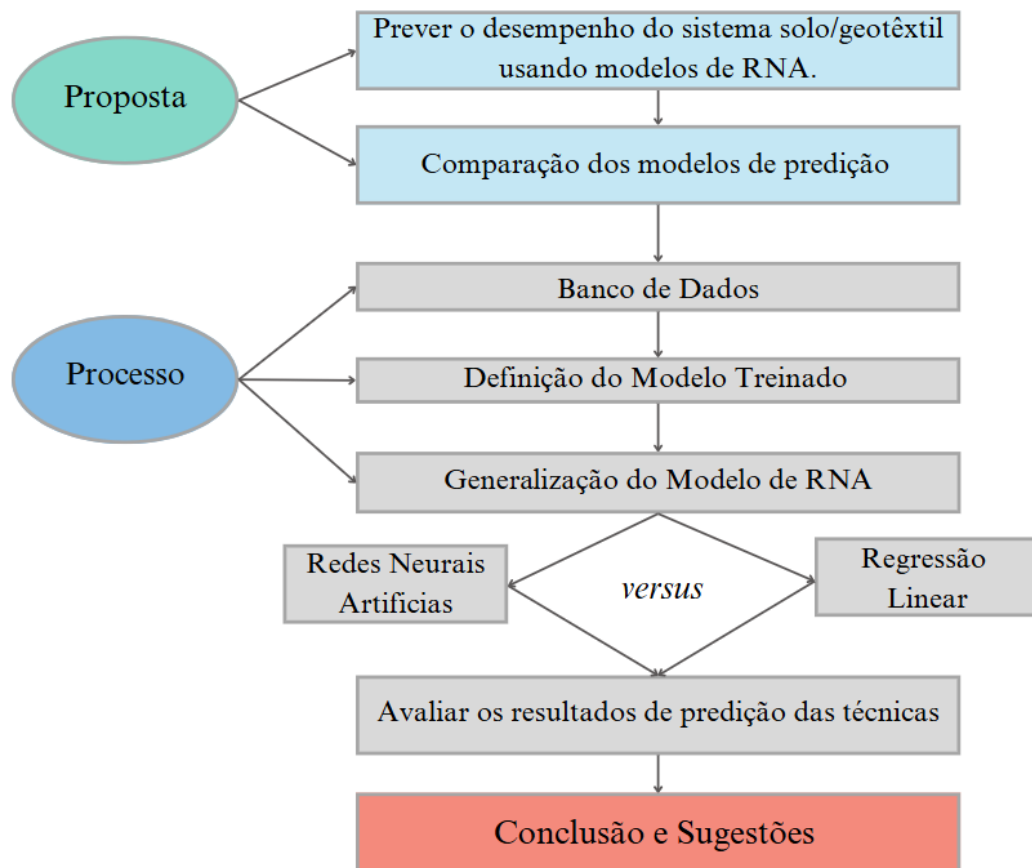 Proposta
Prever o desempenho do sistema solo/geotêxtil
usando modelos de RNA.
Comparação dos modelos de predição
Processo
Banco de Dados
Definição do Modelo Treinado
Generalização do Modelo de RNA
Redes Neurais
Artificias
versus
Regressão
Linear
Avaliar os resultados de predição das técnicas
Conclusão e Sugestões